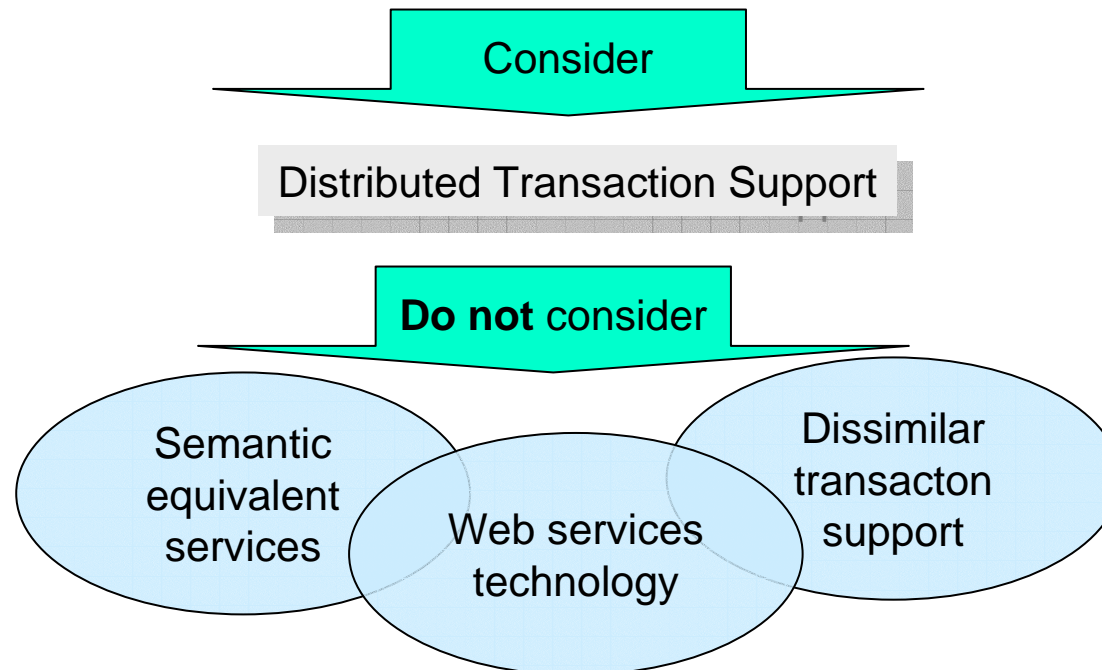 Consider
Distributed Transaction Support
Do not consider
Semantic
equivalent
services
Web services
technology
Dissimilar
transacton
support